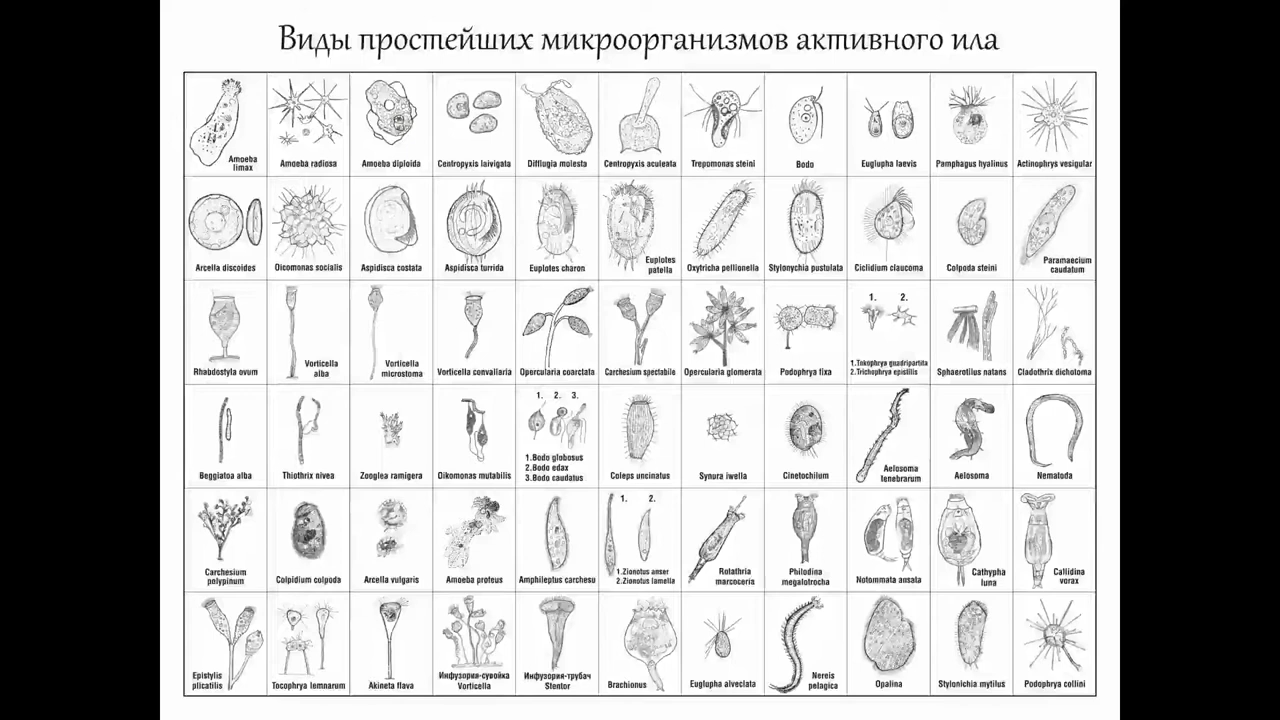 Виды простейших микроорганизмов активного ила
Amoeba
limax
Amoeba radiosa
Amoeba diploida
Centropyxis laivigata
Difflugia molesta
Centropyxis aculeata
Trepomonas steini
Bodo
Euglupha laevis
Pamphagus hyalinus
Actinophrys vesigular
Arcella discoides
Oicomonas socialis
Aspidisca costata
Aspidisca turrida
Euplotes charon
Euplotes
patella
Oxytricha pellionella
Stylonychia pustulata
Ciclidium claucoma
Colpoda steini
Paramaecium
caudatum
Rhabdostyla ovum
Vorticella
alba
Vorticella
microstoma
Vorticella convallaria
Opercularia coarctata
Carchesium spectabile
Opercularia glomerata
Podophya fixa
1.
2.
1.Tokophrya quadripartita
2.Trichophrya epistilis
Sphaerotilus natans
Cladothrix dichotoma
Beggiatoa alba
Thiothrix nivea
Zooglea ramigera
Oikomonas mutabilis
1.
2.
3.
1.Bodo globosus
2.Bodo edax
3.Bodo caudatus
Coleps uncinatus
Synura iwella
Cinetochilum
Aelosoma
tenebrarum
Aelosoma
Nematoda
Carchesium
polypinum
Colpidium colpoda
Arcella vulgaris
Amoeba proteus
Amphileptus carchesu
1.
2.
1.Zionotus anser
2.Zionotus lamella
Rotathria
marcoceria
Philodina
megalotrocha
Notommata ansata
Cathypha
luna
Callidina
vorax
Epistylis
plicatilis
Tocophrya lemnarum
Akineta flava
Инфузория-сувойка
Vorticella
Инфузория-трубач
Stentor
Brachionus
Euglopha alveclata
Nereis
pelagica
Opalina
Stylonichia mytilus
Podophrya collini